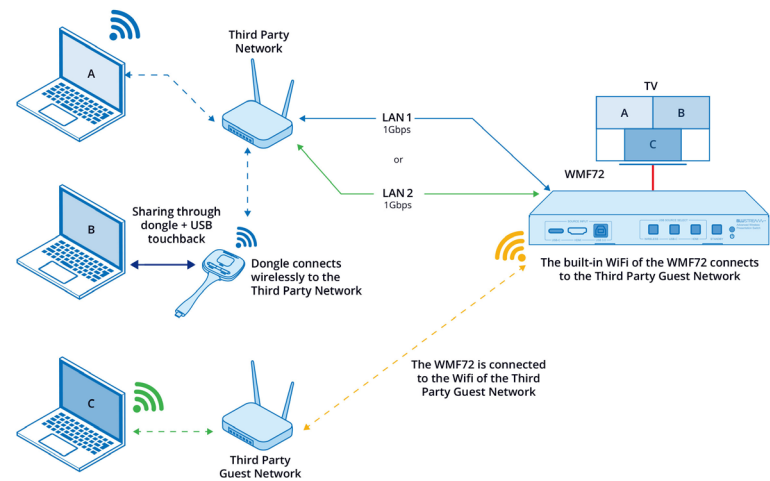 A
Third Party
Network
LAN 1
1Gbps
or
LAN 2
1Gbps
TV
A
B
C
WMF72
Sharing through
dongle + USB
touchback
B
Dongle connects
wirelessly to the
Third Party Network
The built-in WiFi of the WMF72 connects
to the Third Party Guest Network
The WMF72 is connected
to the Wifi of the Third
Party Guest Network
C
Third Party
Guest Network